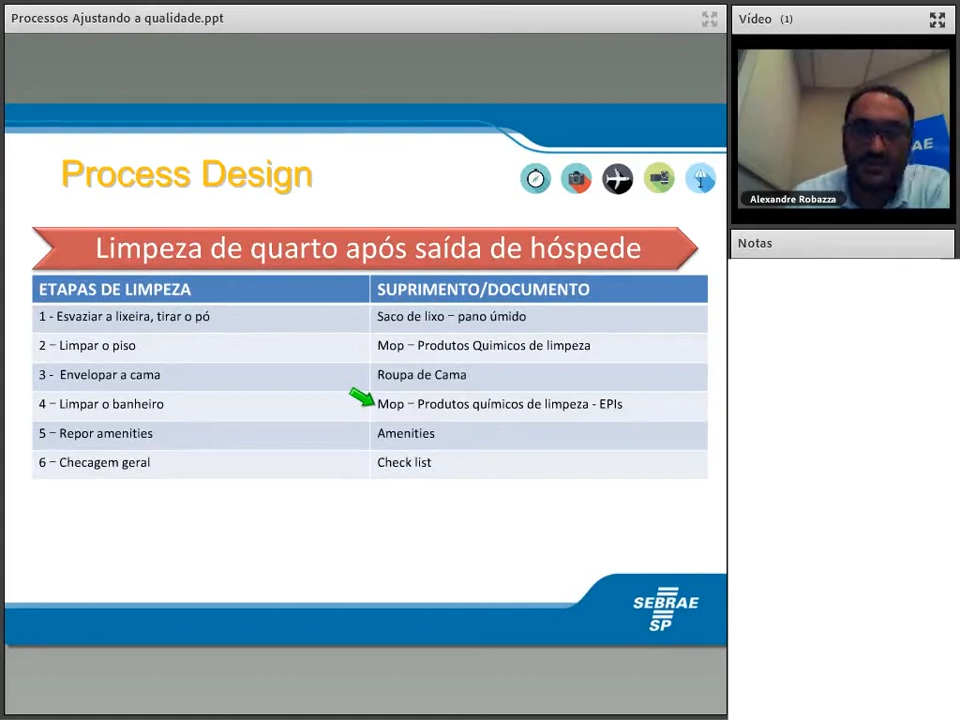 Processos Ajustando a qualidade.ppt
Vídeo (1)
AE
Alexandre Robazza
Notas
Process Design
Limpeza de quarto após saída de hóspede
ETAPAS DE LIMPEZA SUPRIMENTO/DOCUMENTO
1 - Esvaziar a lixeira, tirar o pó Saco de lixo – pano úmido
2 – Limpar o piso Mop – Produtos Quimicos de limpeza
3 - Envelopar a cama Roupa de Cama
4 – Limpar o banheiro Mop – Produtos químicos de limpeza - EPIs
5 – Repor amenities Amenities
6 – Checagem geral Check list
SEBRAE
SP